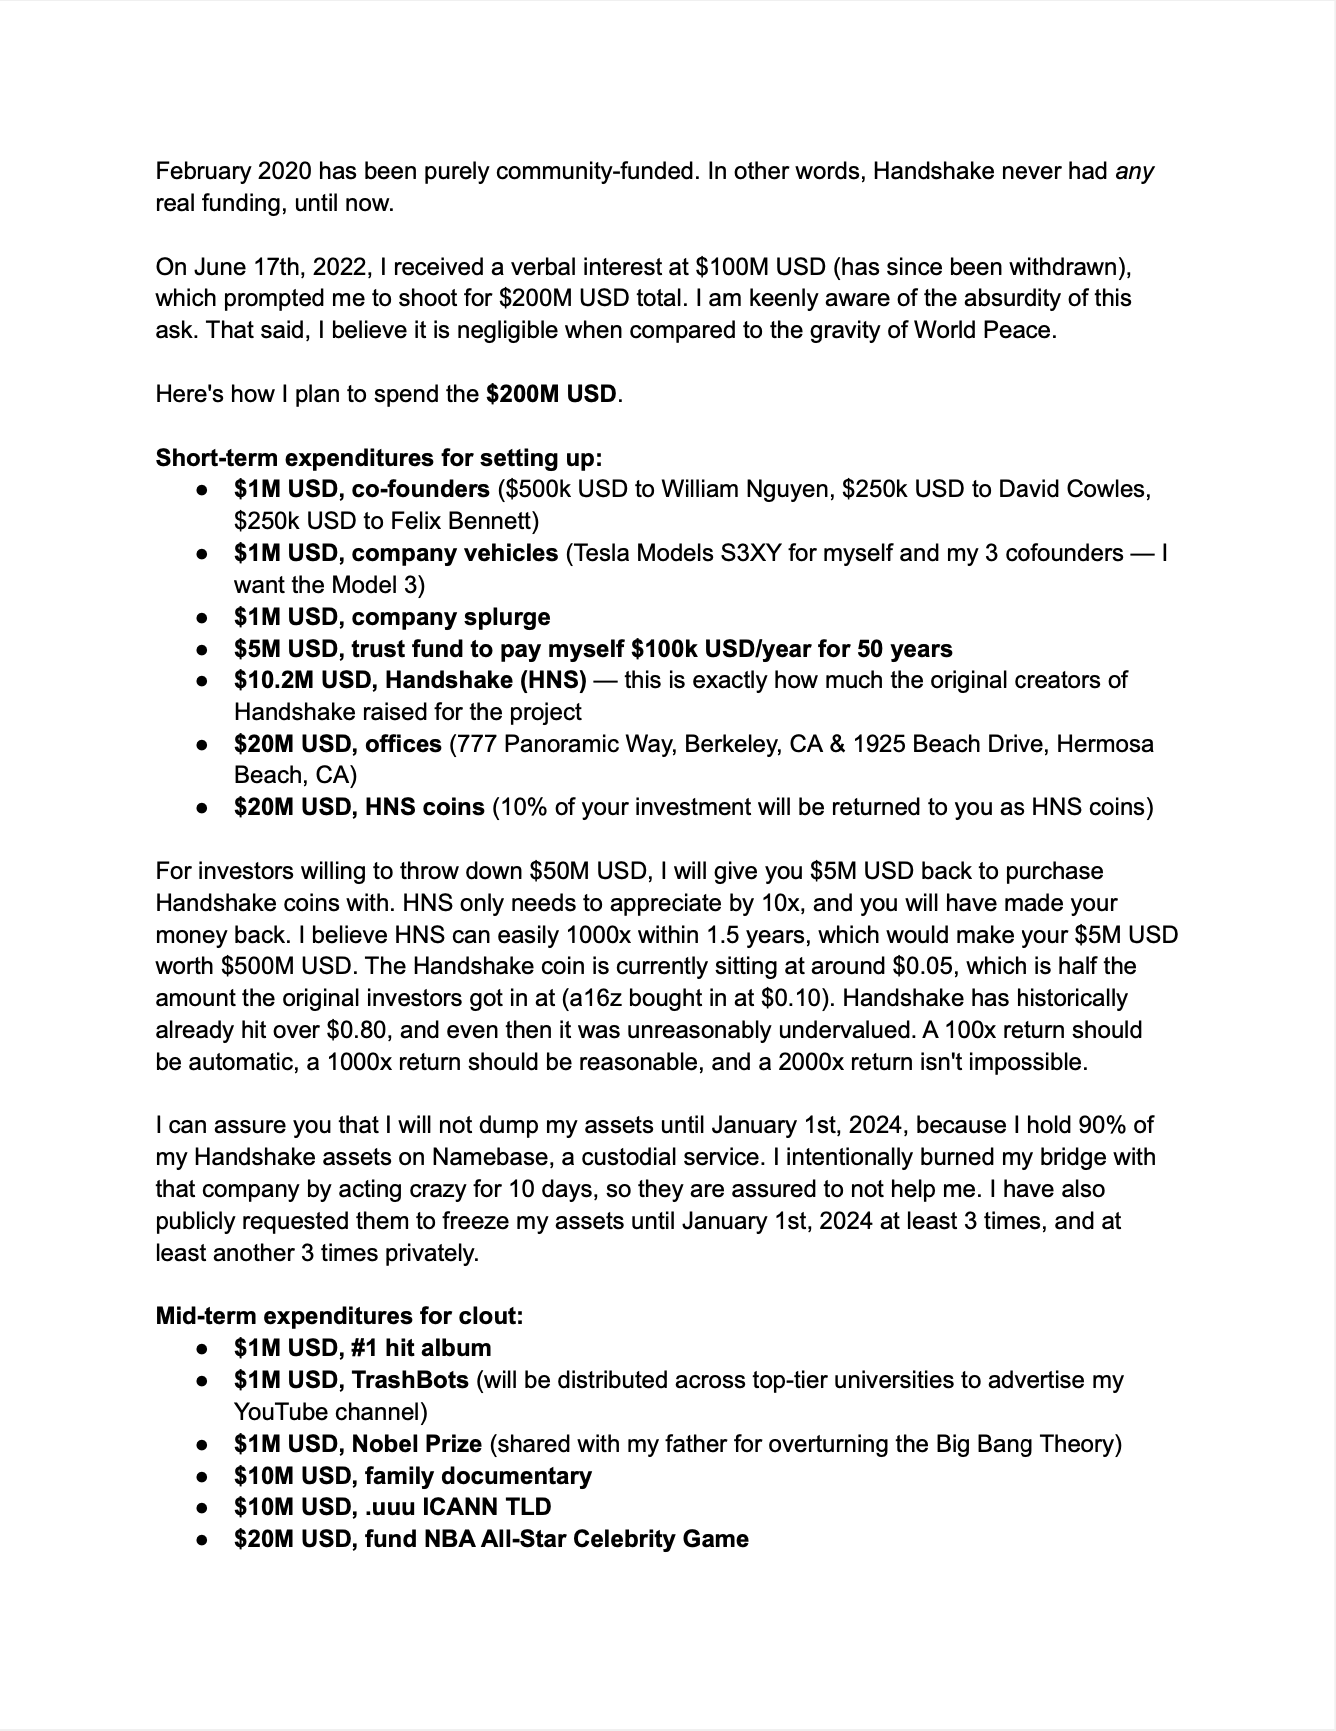 February 2020 has been purely community-funded. In other words, Handshake never had any
real funding, until now.
On June 17th, 2022, I received a verbal interest at $100M USD (has since been withdrawn),
which prompted me to shoot for $200M USD total. I am keenly aware of the absurdity of this
ask. That said, I believe it is negligible when compared to the gravity of World Peace.
Here's how I plan to spend the $200M USD.
Short-term expenditures for setting up:
● $1M USD, co-founders ($500k USD to William Nguyen, $250k USD to David Cowles,
$250k USD to Felix Bennett)
● $1M USD, company vehicles (Tesla Models S3XY for myself and my 3 cofounders — I
want the Model 3)
● $1M USD, company splurge
● $5M USD, trust fund to pay myself $100k USD/year for 50 years
● $10.2M USD, Handshake (HNS) — this is exactly how much the original creators of
Handshake raised for the project
● $20M USD, offices (777 Panoramic Way, Berkeley, CA & 1925 Beach Drive, Hermosa
Beach, CA)
● $20M USD, HNS coins (10% of your investment will be returned to you as HNS coins)
For investors willing to throw down $50M USD, I will give you $5M USD back to purchase
Handshake coins with. HNS only needs to appreciate by 10x, and you will have made your
money back. I believe HNS can easily 1000x within 1.5 years, which would make your $5M USD
worth $500M USD. The Handshake coin is currently sitting at around $0.05, which is half the
amount the original investors got in at (a16z bought in at $0.10). Handshake has historically
already hit over $0.80, and even then it was unreasonably undervalued. A 100x return should
be automatic, a 1000x return should be reasonable, and a 2000x return isn't impossible.
I can assure you that I will not dump my assets until January 1st, 2024, because I hold 90% of
my Handshake assets on Namebase, a custodial service. I intentionally burned my bridge with
that company by acting crazy for 10 days, so they are assured to not help me. I have also
publicly requested them to freeze my assets until January 1st, 2024 at least 3 times, and at
least another 3 times privately.
Mid-term expenditures for clout:
● $1M USD, #1 hit album
● $1M USD, TrashBots (will be distributed across top-tier universities to advertise my
YouTube channel)
● $1M USD, Nobel Prize (shared with my father for overturning the Big Bang Theory)
● $10M USD, family documentary
● $10M USD, .uuu ICANN TLD
● $20M USD, fund NBA All-Star Celebrity Game